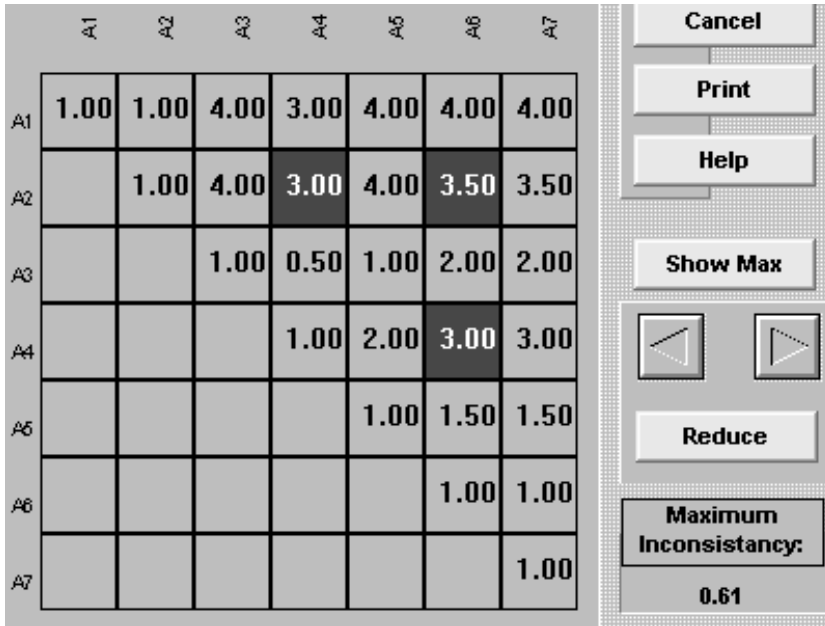 A1 A2 A3 A4 A5 A6 A7
A1 1.00 1.00 4.00 3.00 4.00 4.00 4.00
A2 1.00 4.00 3.00 4.00 3.50 3.50
A3 1.00 0.50 1.00 2.00 2.00
A4 1.00 2.00 3.00 3.00
A5 1.00 1.50 1.50
A6 1.00 1.00
A7 1.00
Cancel
Print
Help
Show Max
Reduce
Maximum
Inconsistancy:
0.61